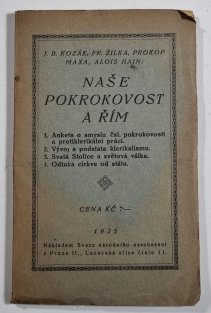 J. B. KOZÁK, FR. ŽILKA, PROKOP
MAXA, ALOIS HAJN:
NAŠE
POKROKOVOST
A ŘÍM
1. Anketa o smyslu čsl. pokrokovosti
a protiklerikální práci.
2. Vývoj a podstata klerikalismu.
3. Svatá Stolice a světová válka.
4. Odluka církve od státu.
CENA KČ 7·—
1925
Nákladem Svazu národního osvobození
v Praze II., Lazarská ulice číslo 11.